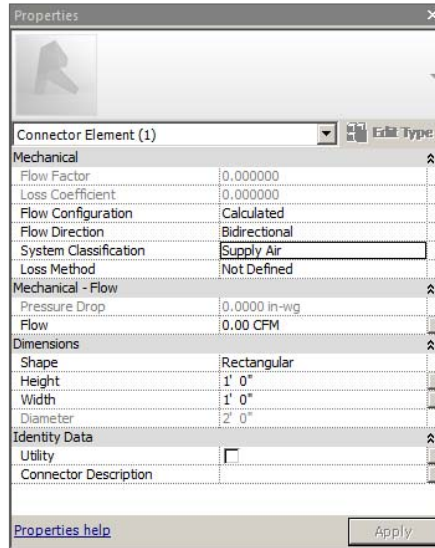 Properties
Connector Element (1) Edit Type
Mechanical
Flow Factor 0.000000
Loss Coefficient 0.000000
Flow Configuration Calculated
Flow Direction Bidirectional
System Classification Supply Air
Loss Method Not Defined
Mechanical - Flow
Pressure Drop 0.0000 in-wg
Flow 0.00 CFM
Dimensions
Shape Rectangular
Height 1' 0"
Width 1' 0"
Diameter 2' 0"
Identity Data
Utility
Connector Description
Properties help Apply